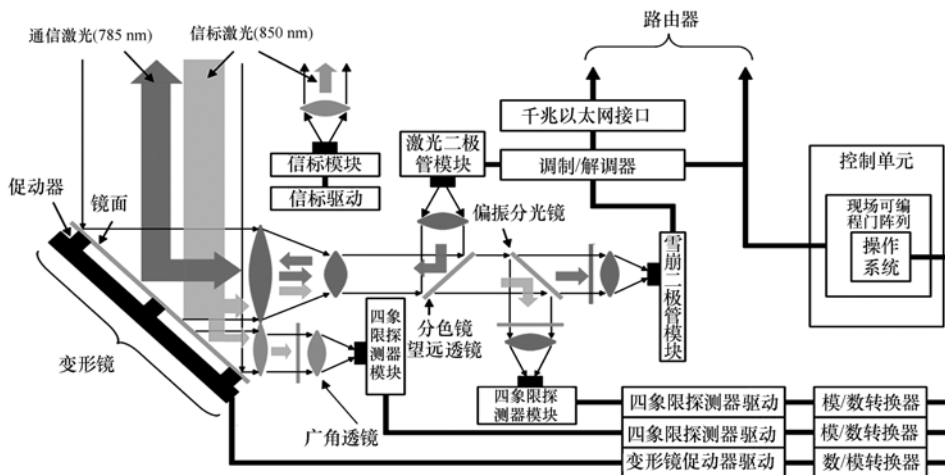 路由器
通信激光(785 nm)
信标激光(850 nm)
千兆以太网接口
激光二极
管模块
调制/解调器
控制单元
信标模块
信标驱动
促动器
镜面
偏振分光镜
现场可编
程门阵列
操作
系统
雪崩二极管模块
四象
限探
测器
模块
分色镜
望远透镜
变形镜
广角透镜
四象限探
测器模块
四象限探测器驱动
模/数转换器
四象限探测器驱动
模/数转换器
变形镜促动器驱动
数/模转换器